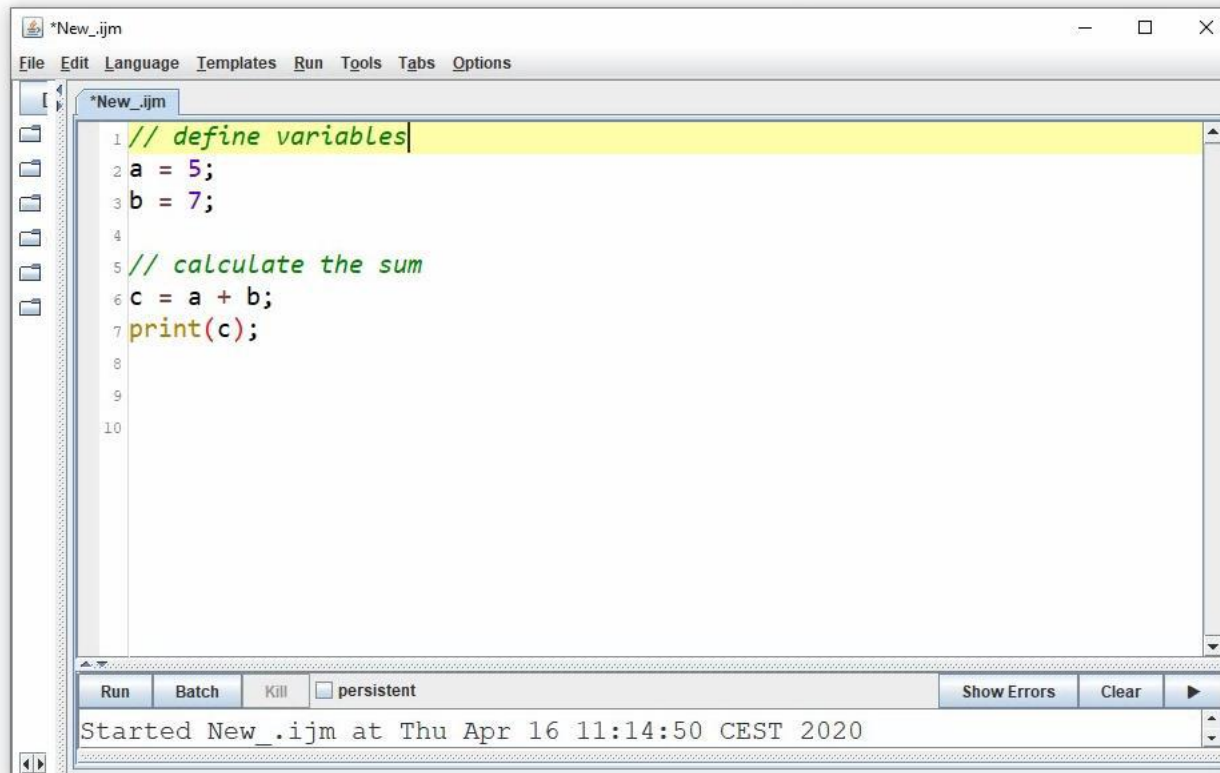 *New_.ijm
File Edit Language Templates Run Tools Tabs Options
*New_.ijm
1 // define variables
2 a = 5;
3 b = 7;
4
5 // calculate the sum
6 c = a + b;
7 print(c);
8
9
10
Run Batch Kill persistent Show Errors Clear
Started New_.ijm at Thu Apr 16 11:14:50 CEST 2020